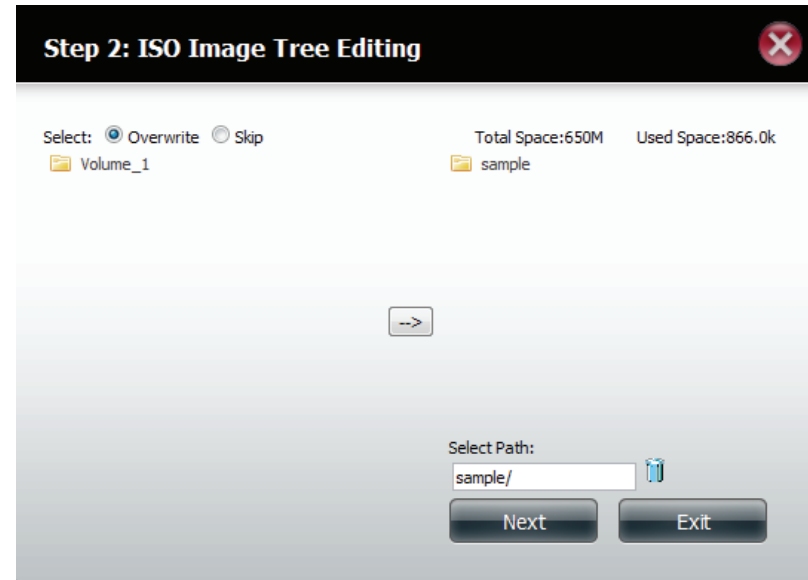 Step 2: ISO Image Tree Editing
Select: Overwrite Skip
Total Space:650M Used Space:866.0k
Volume_1
sample
-->
Select Path:
sample/
Next
Exit